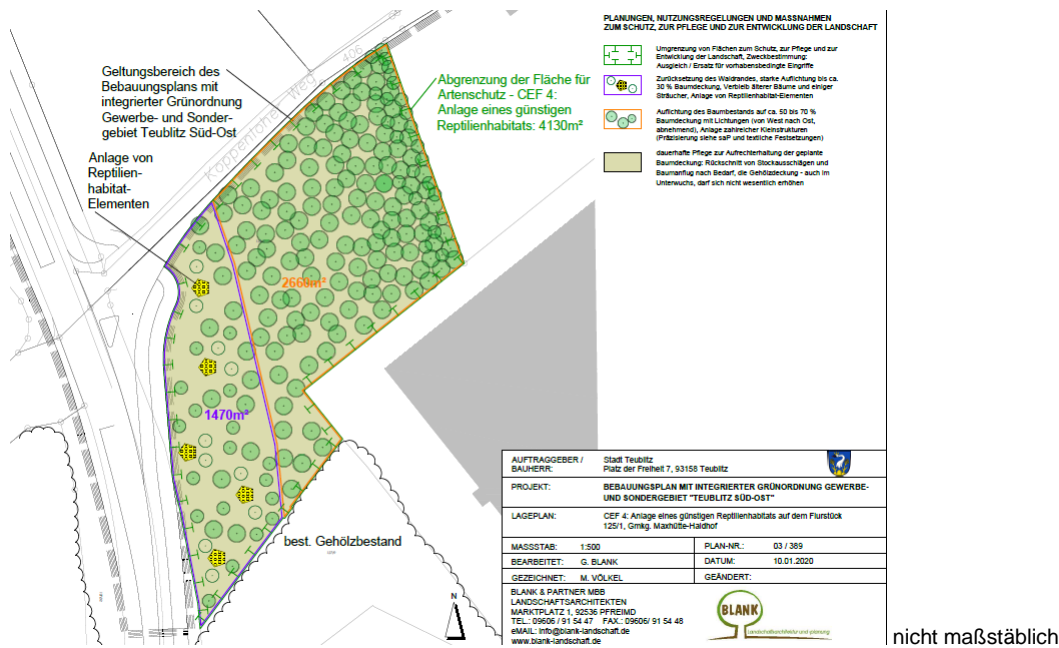 PLANUNGEN, NUTZUNGSREGELUNGEN UND MASSNAHMEN
ZUM SCHUTZ, ZUR PFLEGE UND ZUR ENTWICKLUNG DER LANDSCHAFT
Umgrenzung von Flächen zum Schutz, zur Pflege und zur
Entwicklung der Landschaft, Zweckbestimmung:
Ausgleich / Ersatz für vorhabensbedingte Eingriffe
Zurücksetzung des Waldrandes, starke Auflichtung bis ca.
30 % Baumdeckung, Verbleib älterer Bäume und einiger
Sträucher, Anlage von Reptilienhabitat-Elementen
Auflichtung des Baumbestands auf ca. 50 bis 70 %
Baumdeckung mit Lichtungen (von West nach Ost,
abnehmend), Anlage zahlreicher Kleinstrukturen
(Präzisierung siehe saP und textliche Festsetzungen)
dauerhafte Pflege zur Aufrechterhaltung der geplante
Baumdeckung: Rückschnitt von Stockausschlägen und
Baumanflug nach Bedarf, die Gehölzdeckung - auch im
Unterwuchs, darf sich nicht wesentlich erhöhen
Geltungsbereich des
Bebauungsplans mit
integrierter Grünordnung
Gewerbe- und Sonder-
gebiet Teublitz Süd-Ost
Anlage von
Reptilien-
habitat-
Elementen
Koppenloher Weg
406
Abgrenzung der Fläche für
Artenschutz - CEF 4:
Anlage eines günstigen
Reptilienhabitats: 4130m²
2660m²
1470m²
best. Gehölzbestand
N
AUFTRAGGEBER / BAUHERR: Stadt Teublitz
Platz der Freiheit 7, 93158 Teublitz
PROJEKT: BEBAUUNGSPLAN MIT INTEGRIERTER GRÜNORDNUNG GEWERBE-
UND SONDERGEBIET "TEUBLITZ SÜD-OST"
LAGEPLAN: CEF 4: Anlage eines günstigen Reptilienhabitats auf dem Flurstück
125/1, Gmkg. Maxhütte-Haidhof
MASSSTAB: 1:500 PLAN-NR.: 03 / 389
BEARBEITET: G. BLANK DATUM: 10.01.2020
GEZEICHNET: M. VÖLKEL GEÄNDERT:
BLANK & PARTNER MBB
LANDSCHAFTSARCHITEKTEN
MARKTPLATZ 1, 92536 PFREIMD
TEL.: 09606 / 91 54 47 FAX.: 09606/ 91 54 48
eMAIL: info@blank-landschaft.de
www.blank-landschaft.de
BLANK
Landschaftsarchitektur und -planung
nicht maßstäblich